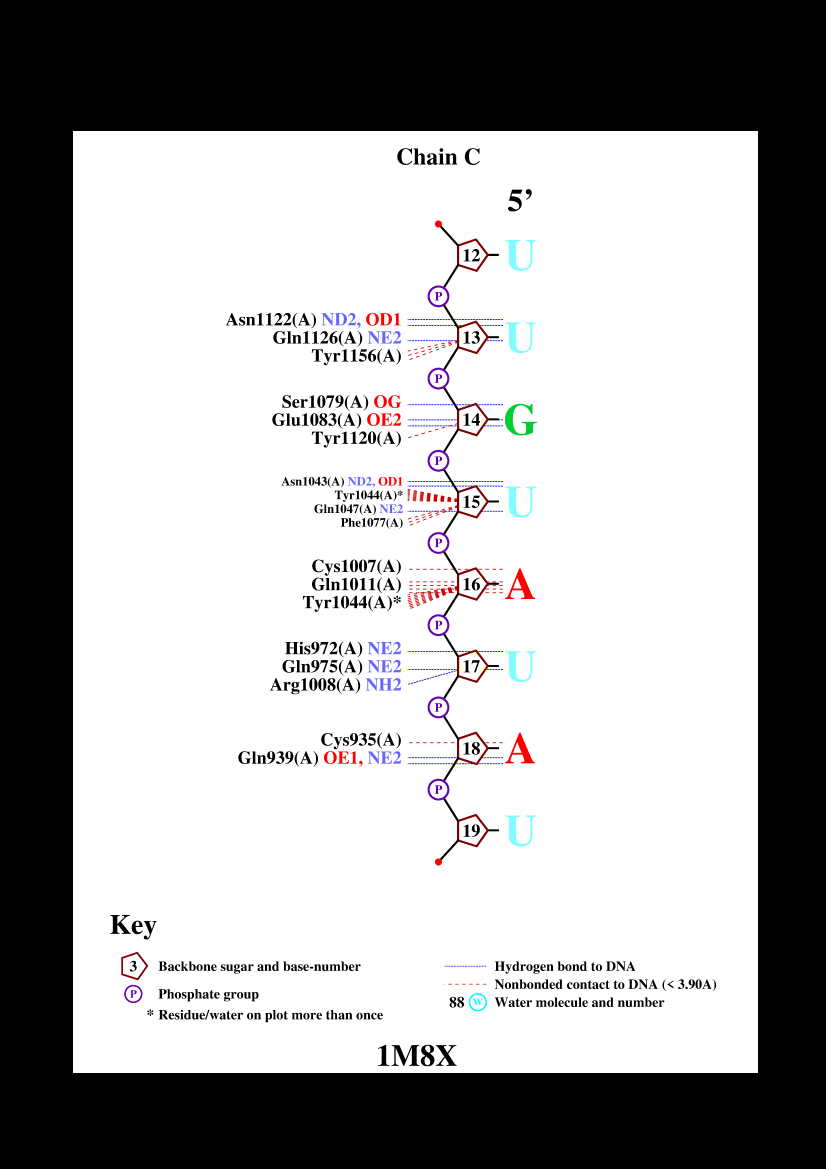 Chain C
5’
12 U
P
Asn1122(A) ND2, OD1
Gln1126(A) NE2 13 U
Tyr1156(A)
P
Ser1079(A) OG
Glu1083(A) OE2 14 G
Tyr1120(A)
P
Asn1043(A) ND2, OD1
Tyr1044(A)*
15 U
Gln1047(A) NE2
Phe1077(A)
P
Cys1007(A)
Gln1011(A) 16 A
Tyr1044(A)*
P
His972(A) NE2
Gln975(A) NE2 17 U
Arg1008(A) NH2
P
Cys935(A)
18 A
Gln939(A) OE1, NE2
P
19 U
Key
3 Backbone sugar and base-number
P Phosphate group
* Residue/water on plot more than once
Hydrogen bond to DNA
Nonbonded contact to DNA (< 3.90A)
88 W Water molecule and number
1M8X